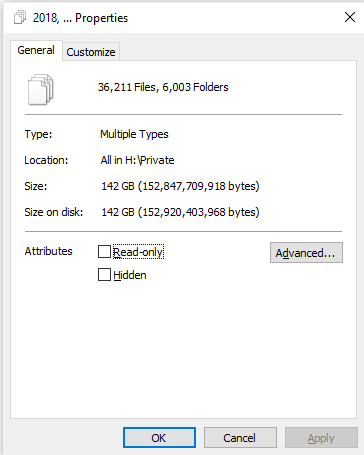 2018, ... Properties
General
Customize
36,211 Files, 6,003 Folders
Type: Multiple Types
Location: All in H:\Private
Size: 142 GB (152,847,709,918 bytes)
Size on disk: 142 GB (152,920,403,968 bytes)
Attributes Read-only Advanced...
Hidden
OK Cancel Apply